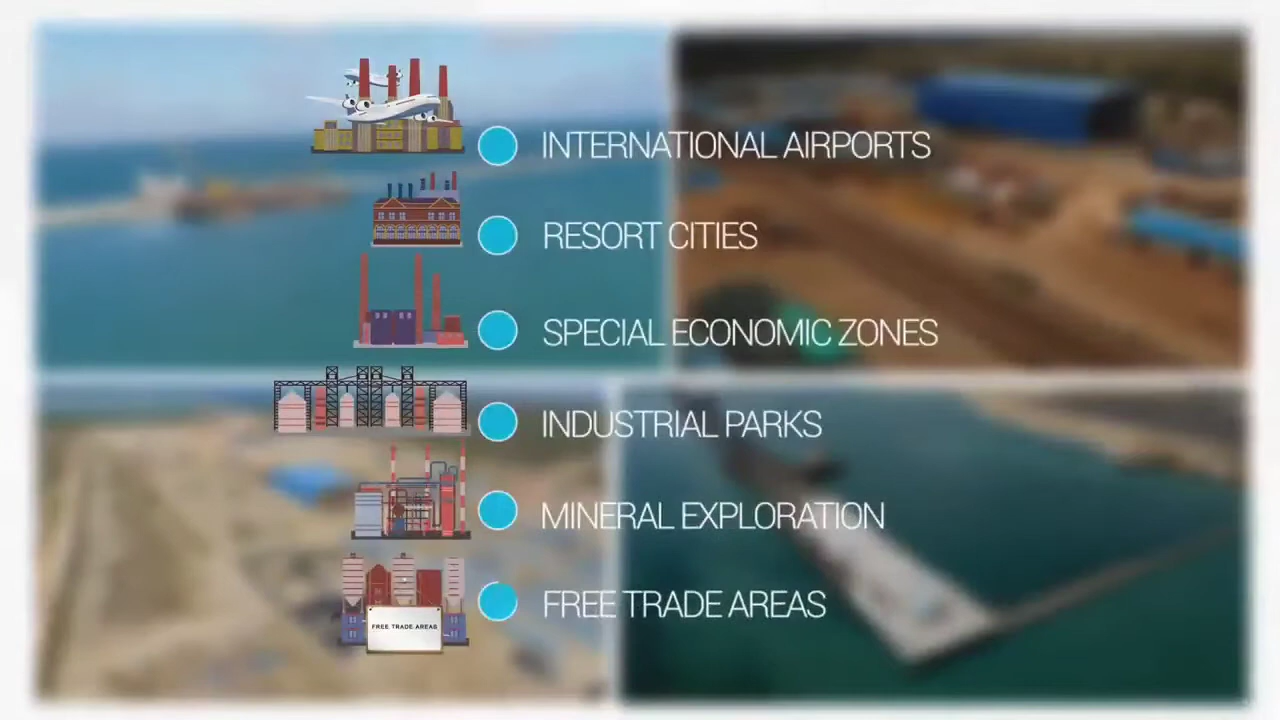 INTERNATIONAL AIRPORTS
RESORT CITIES
SPECIAL ECONOMIC ZONES
INDUSTRIAL PARKS
MINERAL EXPLORATION
FREE TRADE AREAS
FREE TRADE AREAS